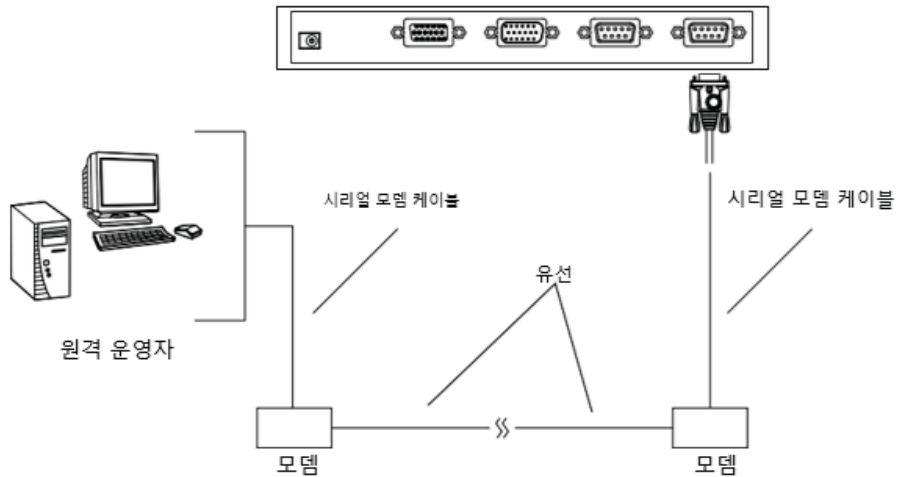 시리얼 모뎀 케이블
시리얼 모뎀 케이블
유선
원격 운영자
모뎀
모뎀